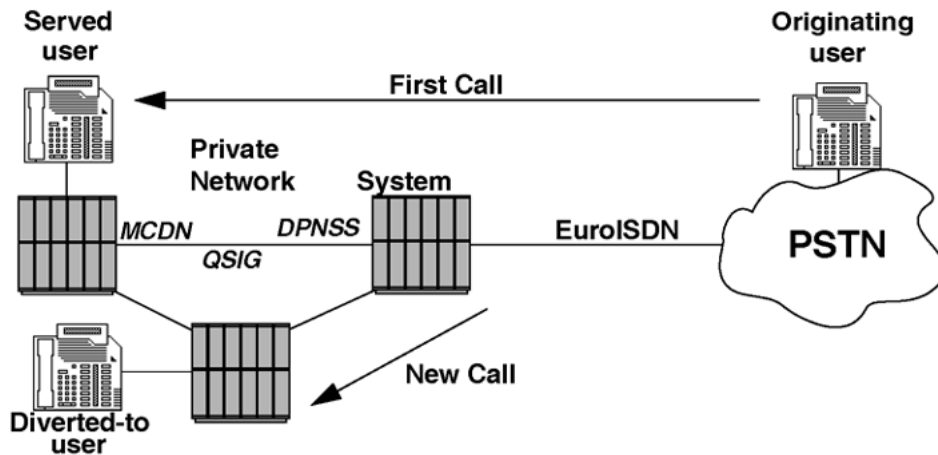 Served
user
Originating
user
First Call
Private
Network
System
MCDN
DPNSS
QSIG
EuroISDN
PSTN
New Call
Diverted-to
user